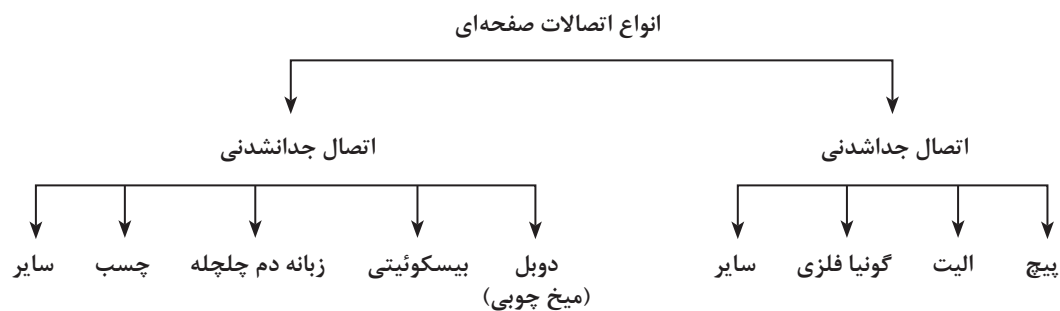 انواع اتصالات صفحه‌ای
اتصال جداشدنی
اتصال جدانشدنی
پیچ
الیت
گونیا فلزی
سایر
دوبل
(میخ چوبی)
بیسکوئیتی
زبانه دم چلچله
چسب
سایر